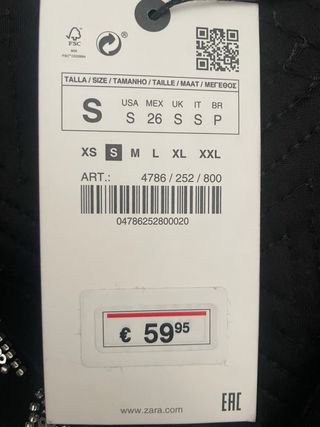 FSC
TALLA / SIZE / TAMANHO / TAILLE / MAAT / ΜΕΓΕΘΟΣ
S
USA MEX UK IT BR
S 26 S S P
XS S M L XL XXL
ART.: 4786 / 252 / 800
04786252800020
€ 59 95
www.zara.com
EAC